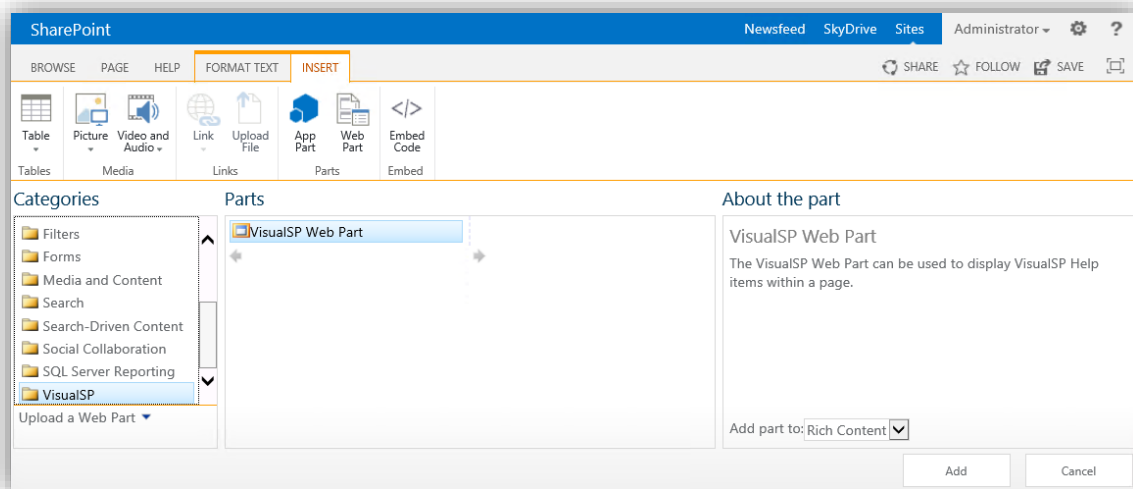 SharePoint
Newsfeed SkyDrive Sites Administrator ?
BROWSE PAGE HELP FORMAT TEXT INSERT
SHARE FOLLOW SAVE
Table
Picture
Video and
Audio
Link
Upload
File
App
Part
Web
Part
</>
Embed
Code
Tables Media Links Parts Embed
Categories
Filters
Forms
Media and Content
Search
Search-Driven Content
Social Collaboration
SQL Server Reporting
VisualSP
Upload a Web Part
Parts
VisualSP Web Part
About the part
VisualSP Web Part
The VisualSP Web Part can be used to display VisualSP Help
items within a page.
Add part to: Rich Content
Add Cancel